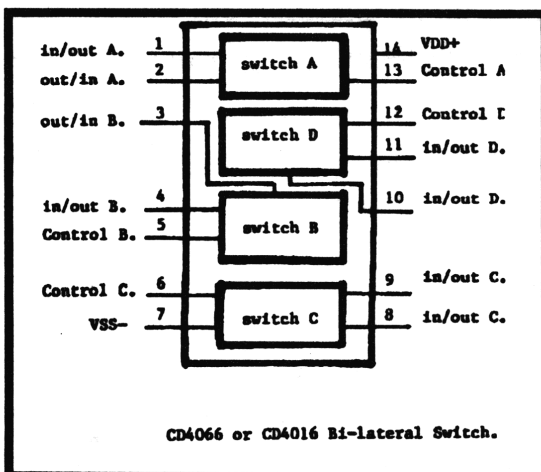 in/out A. 1
out/in A. 2
out/in B. 3
in/out B. 4
Control B. 5
Control C. 6
VSS- 7
switch A
switch D
switch B
switch C
14 VDD+
13 Control A
12 Control D
11 in/out D.
10 in/out D.
9 in/out C.
8 in/out C.
CD4066 or CD4016 Bi-lateral Switch.